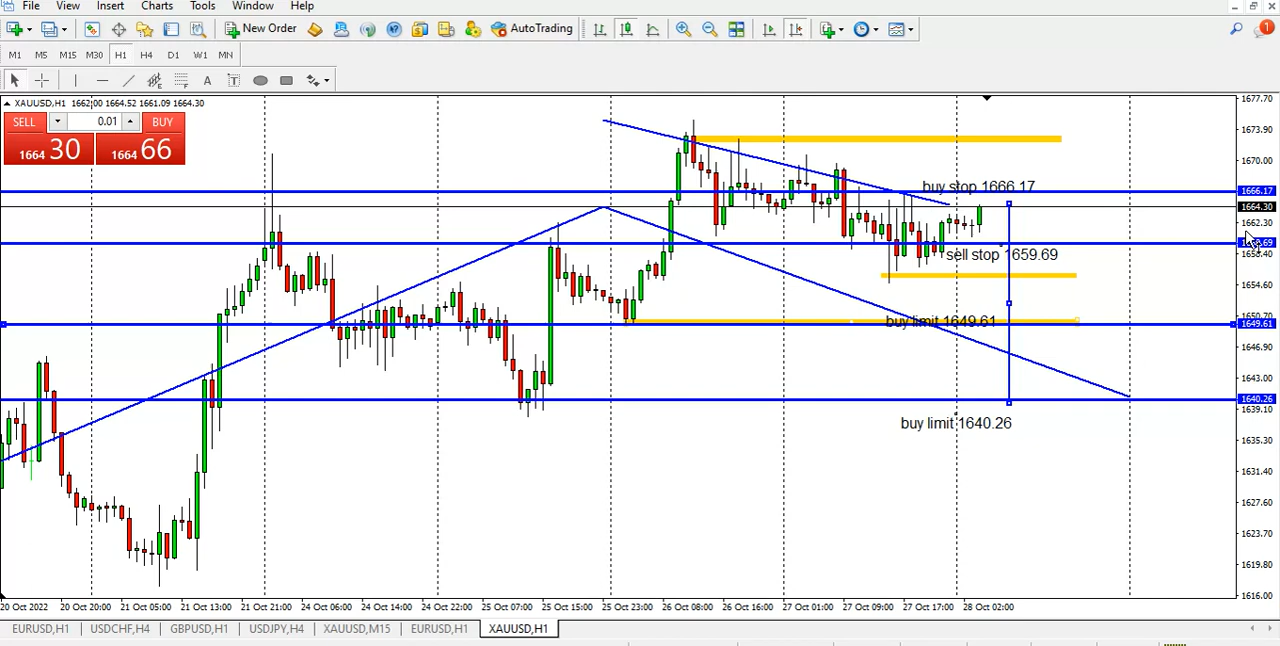 File View Insert Charts Tools Window Help
New Order AutoTrading 1
M1 M5 M15 M30 H1 H4 D1 W1 MN
A T
XAUUSD,H1 1662.00 1664.52 1661.09 1664.30
SELL 0.01 BUY
1664 30 1664 66
1677.70
1673.90
1670.00
buy stop 1666.17
1666.17
1664.30
1662.30
sell stop 1659.69
1658.40
1654.60
1650.70
buy limit 1649.61
1649.61
1646.90
1643.00
1640.26
1639.10
buy limit 1640.26
1635.30
1631.40
1627.60
1623.70
1619.80
1616.00
20 Oct 2022 20 Oct 20:00 21 Oct 05:00 21 Oct 13:00 21 Oct 21:00 24 Oct 06:00 24 Oct 14:00 24 Oct 22:00 25 Oct 07:00 25 Oct 15:00 25 Oct 23:00 26 Oct 08:00 26 Oct 16:00 27 Oct 01:00 27 Oct 09:00 27 Oct 17:00 28 Oct 02:00
EURUSD,H1 USDCHF,H4 GBPUSD,H1 USDJPY,H4 XAUUSD,M15 EURUSD,H1 XAUUSD,H1